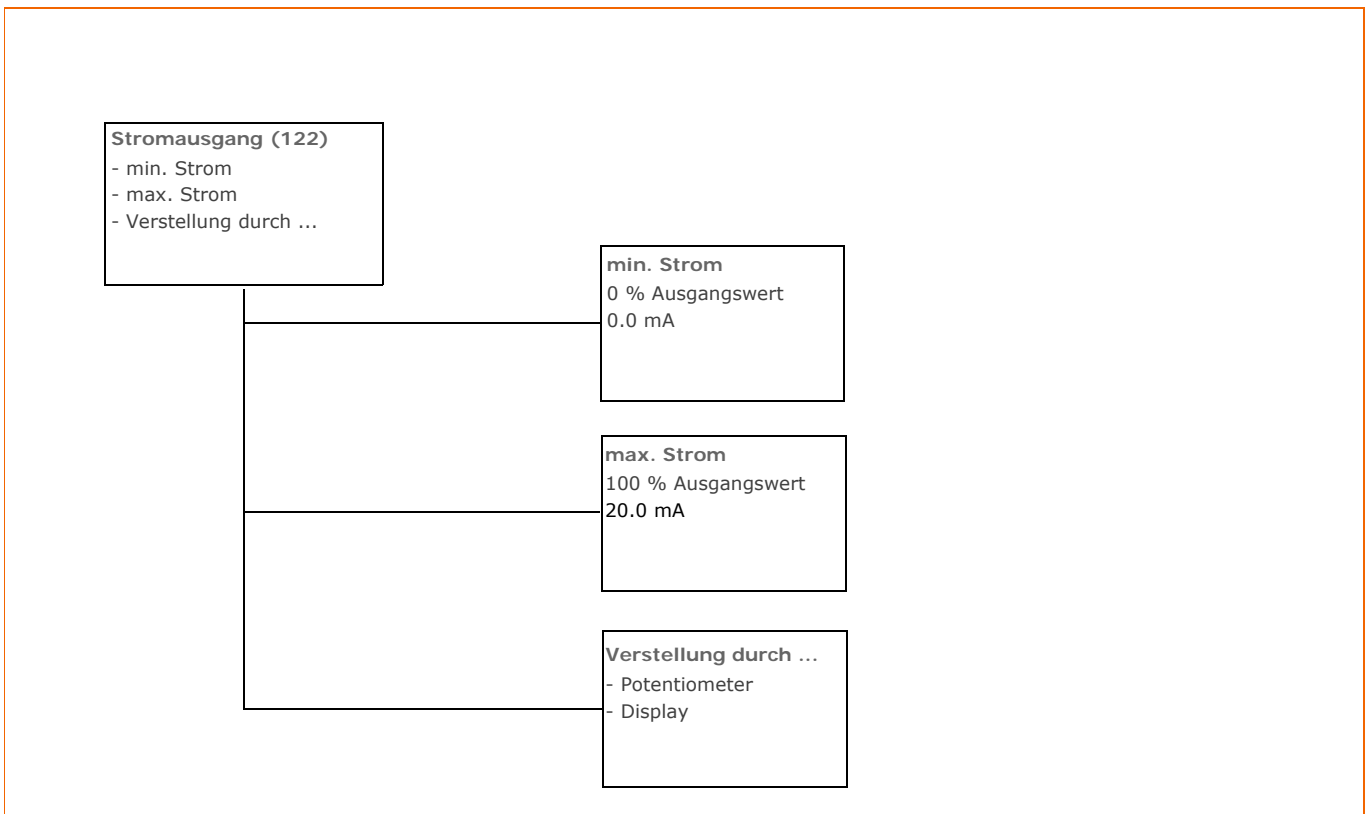 Stromausgang (122)
- min. Strom
- max. Strom
- Verstellung durch ...
min. Strom
0 % Ausgangswert
0.0 mA
max. Strom
100 % Ausgangswert
20.0 mA
Verstellung durch ...
- Potentiometer
- Display